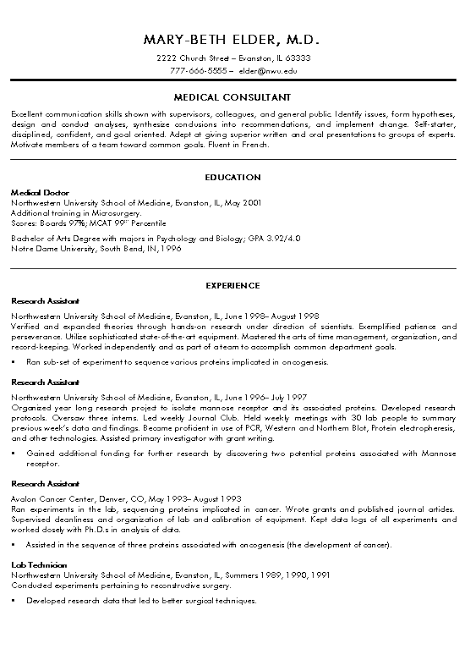 MARY-BETH ELDER, M.D.
2222 Church Street – Evanston, IL 63333
777-666-5555 – elder@nwu.edu
MEDICAL CONSULTANT
Excellent communication skills shown with supervisors, colleagues, and general public. Identify issues, form hypotheses,
design and conduct analyses, synthesize conclusions into recommendations, and implement change. Self-starter,
disciplined, confident, and goal oriented. Adept at giving superior written and oral presentations to groups of experts.
Motivate members of a team toward common goals. Fluent in French.
EDUCATION
Medical Doctor
Northwestern University School of Medicine, Evanston, IL, May 2001
Additional training in Microsurgery.
Scores: Boards 97%; MCAT 99th Percentile
Bachelor of Arts Degree with majors in Psychology and Biology; GPA 3.92/4.0
Notre Dame University, South Bend, IN, 1996
EXPERIENCE
Research Assistant
Northwestern University School of Medicine, Evanston, IL, June 1998– August 1998
Verified and expanded theories through hands-on research under direction of scientists. Exemplified patience and
perseverance. Utilize sophisticated state-of-the-art equipment. Mastered the arts of time management, organization, and
record-keeping. Worked independently and as part of a team to accomplish common department goals.
▪ Ran sub-set of experiment to sequence various proteins implicated in oncogenesis.
Research Assistant
Northwestern University School of Medicine, Evanston, IL, June 1996– July 1997
Organized year long research project to isolate mannose receptor and its associated proteins. Developed research
protocols. Oversaw three interns. Led weekly Journal Club. Held weekly meetings with 30 lab people to summary
previous week's data and findings. Became proficient in use of PCR, Western and Northern Blot, Protein electropheresis,
and other technologies. Assisted primary investigator with grant writing.
▪ Gained additional funding for further research by discovering two potential proteins associated with Mannose
receptor.
Research Assistant
Avalon Cancer Center, Denver, CO, May 1993– August 1993
Ran experiments in the lab, sequencing proteins implicated in cancer. Wrote grants and published journal articles.
Supervised cleanliness and organization of lab and calibration of equipment. Kept data logs of all experiments and
worked closely with Ph.D.s in analysis of data.
▪ Assisted in the sequence of three proteins associated with oncogenesis (the development of cancer).
Lab Technician
Northwestern University School of Medicine, Evanston, IL, Summers 1989, 1990, 1991
Conducted experiments pertaining to reconstructive surgery.
▪ Developed research data that led to better surgical techniques.